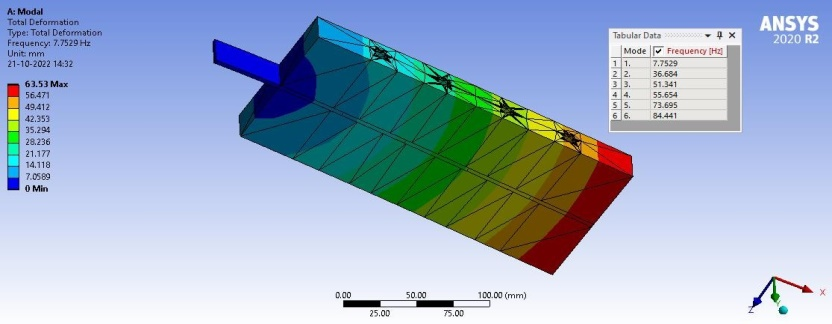 A: Modal
Total Deformation
Type: Total Deformation
Frequency: 7.7529 Hz
Unit: mm
21-10-2022 14:32
63.53 Max
56.471
49.412
42.353
35.294
28.236
21.177
14.118
7.0589
0 Min
Tabular Data
Mode Frequency [Hz]
1 1. 7.7529
2 2. 36.684
3 3. 51.341
4 4. 55.654
5 5. 73.695
6 6. 84.441
ANSYS
2020 R2
0.00 50.00 100.00 (mm)
25.00 75.00
X
Z